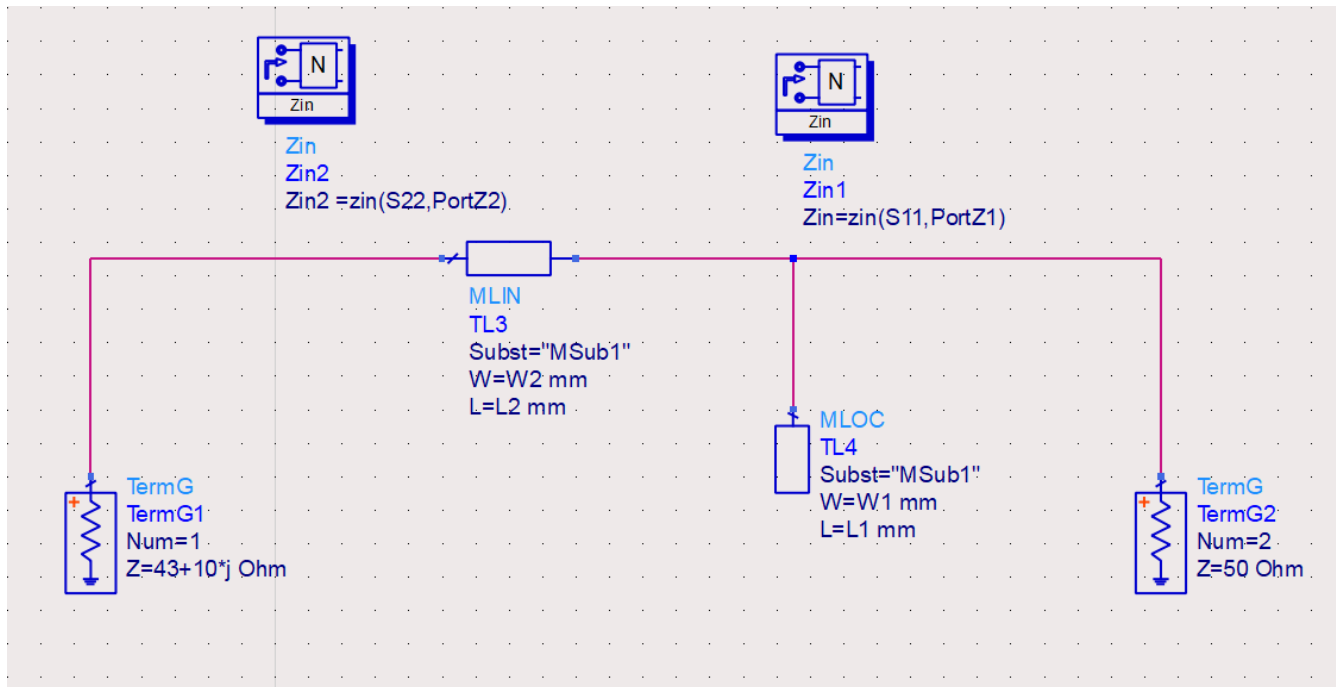 N
Zin
Zin
Zin2
Zin2 =zin(S22,PortZ2)
N
Zin
Zin
Zin1
Zin=zin(S11,PortZ1)
MLIN
TL3
Subst="MSub1"
W=W2 mm
L=L2 mm
MLOC
TL4
Subst="MSub1"
W=W1 mm
L=L1 mm
+
TermG
TermG1
Num=1
Z=43+10*j Ohm
+
TermG
TermG2
Num=2
Z=50 Ohm